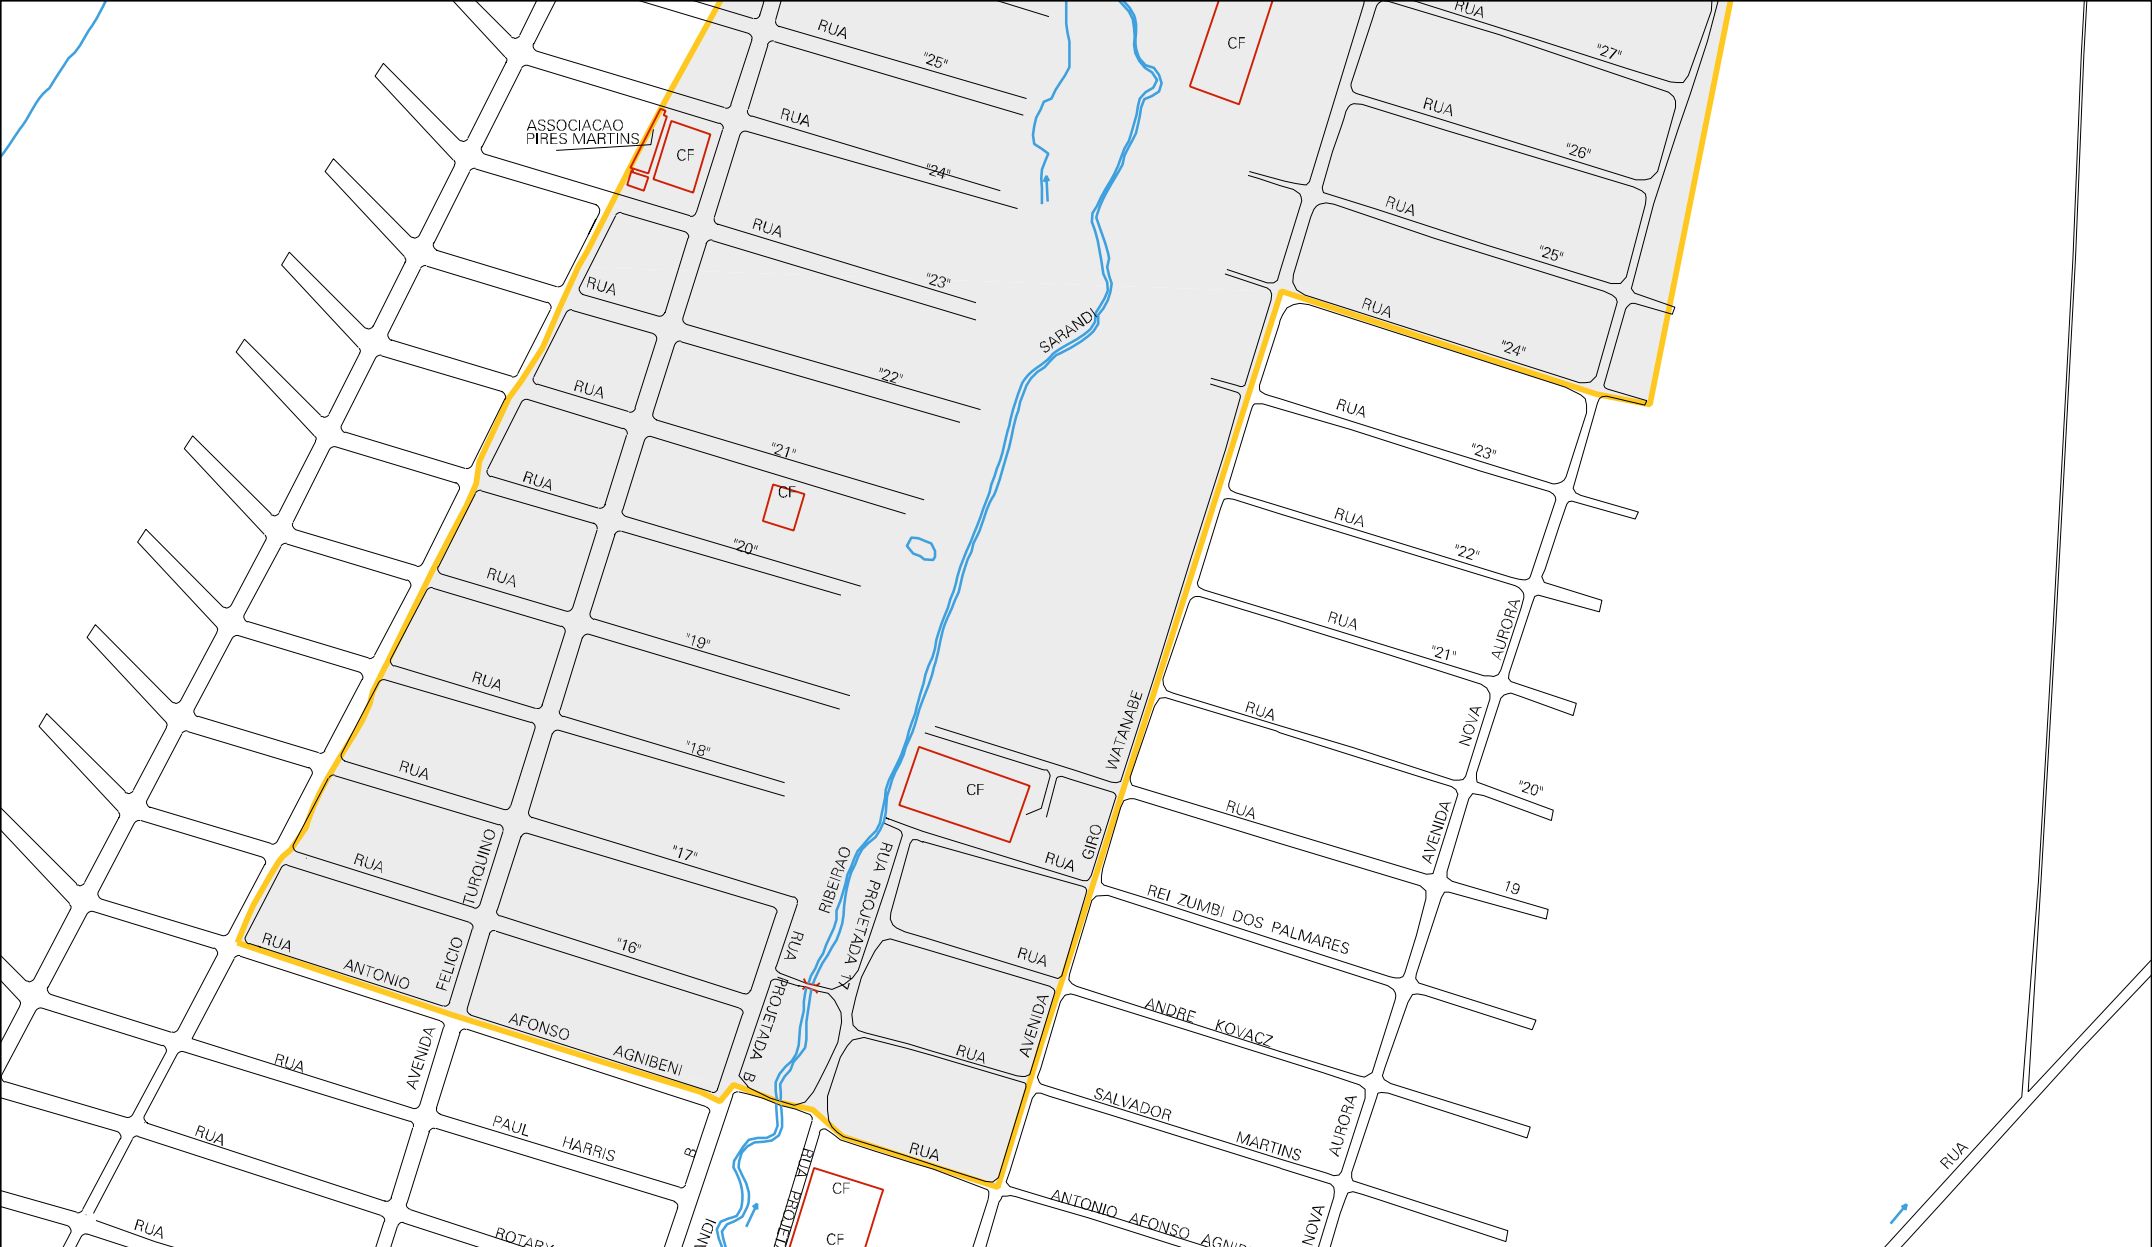 RUA "25"
RUA "27"
CF
RUA "24"
RUA "26"
ASSOCIACAO
PIRES MARTINS
CF
RUA "23"
RUA "25"
RUA "22"
RUA "24"
SARANDI
RUA "21"
RUA "23"
CF
RUA "20"
RUA "22"
RUA "19"
RUA "21"
RUA "18"
RUA "20"
RUA "17"
RUA 19
RUA "16"
CF
RUA
GIRO
WATANABE
AVENIDA
NOVA
AURORA
REI ZUMBI DOS PALMARES
RUA
ANTONIO
AFONSO
AGNIBENI
FELICIO
TURQUINO
AVENIDA
RIBEIRAO
RUA PROJETADA 17
RUA PROJETADA B
RUA
ANDRE KOVACZ
AVENIDA
RUA
SALVADOR MARTINS
RUA
PAUL HARRIS
B
RUA
ANTONIO AFONSO
AURORA
NOVA
RUA
ROTARY
RUA
CF
CF
RUA
RUA